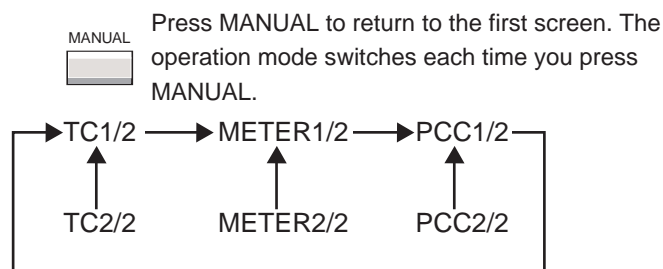 MANUAL
Press MANUAL to return to the first screen. The
operation mode switches each time you press
MANUAL.
TC1/2 METER1/2 PCC1/2
TC2/2 METER2/2 PCC2/2